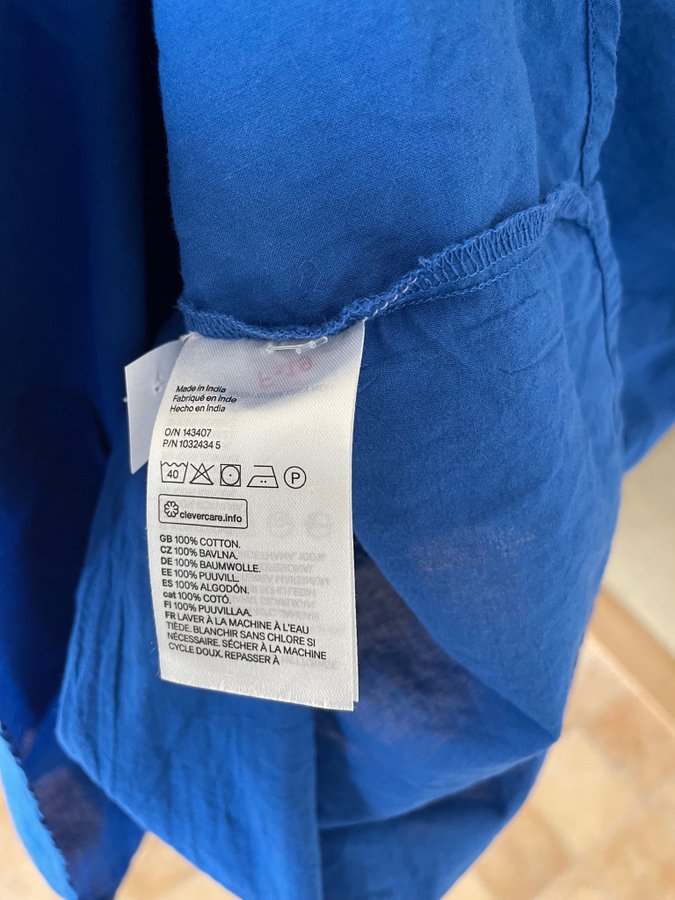 Made in India
Fabriqué en Inde
Hecho en India
O/N 143407
P/N 1032434 5
40
P
clevercare.info
GB 100% COTTON.
CZ 100% BAVLNA.
DE 100% BAUMWOLLE.
EE 100% PUUVILL.
ES 100% ALGODÓN.
cat 100% COTÓ.
FI 100% PUUVILLAA.
FR LAVER À LA MACHINE À L'EAU
TIÈDE. BLANCHIR SANS CHLORE SI
NÉCESSAIRE. SÉCHER À LA MACHINE
CYCLE DOUX. REPASSER À